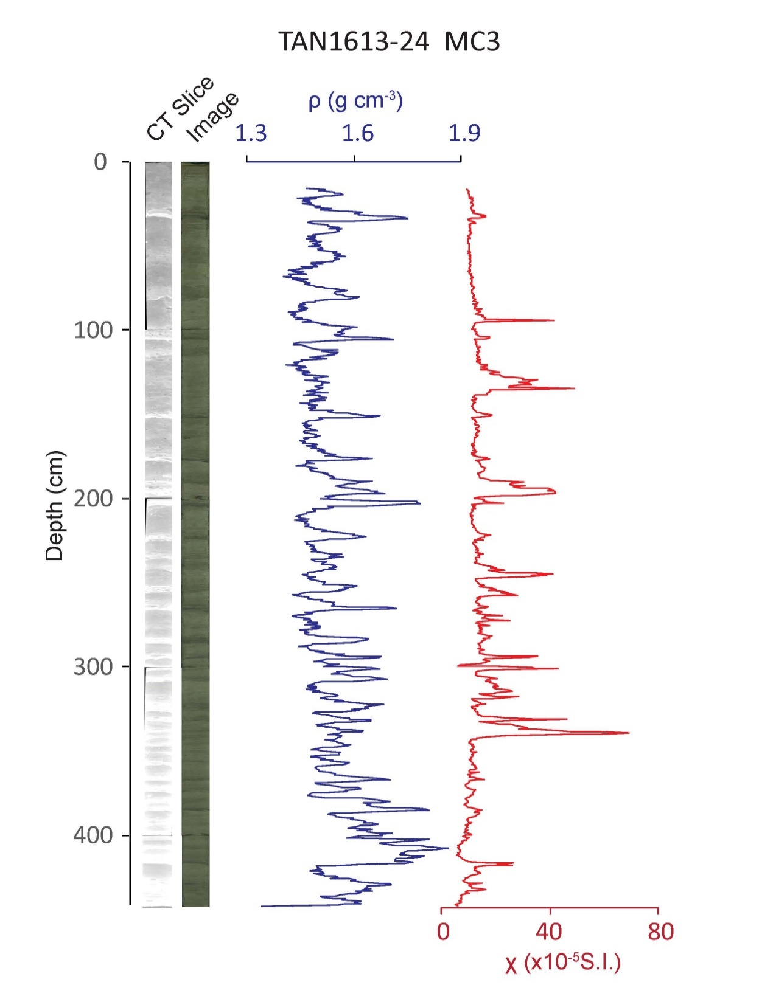 TAN1613-24 MC3
CT Slice
Image
ρ (g cm⁻³)
1.3 1.6 1.9
0
100
200
300
400
Depth (cm)
0 40 80
χ (x10⁻⁵S.I.)